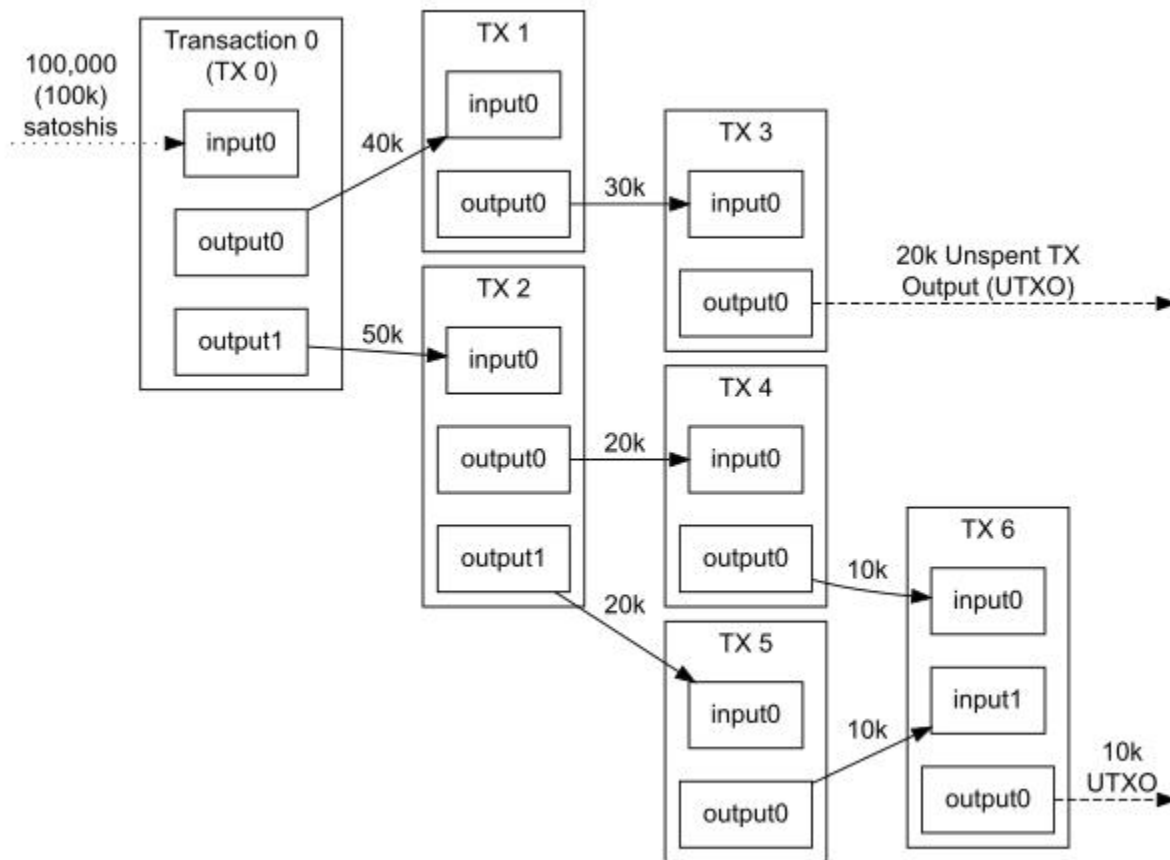 100,000
(100k)
satoshis
Transaction 0
(TX 0)
input0
output0
output1
40k
50k
TX 1
input0
output0
30k
TX 2
input0
output0
output1
20k
20k
TX 3
input0
output0
20k Unspent TX
Output (UTXO)
TX 4
input0
output0
10k
TX 5
input0
output0
10k
TX 6
input0
input1
output0
10k
UTXO